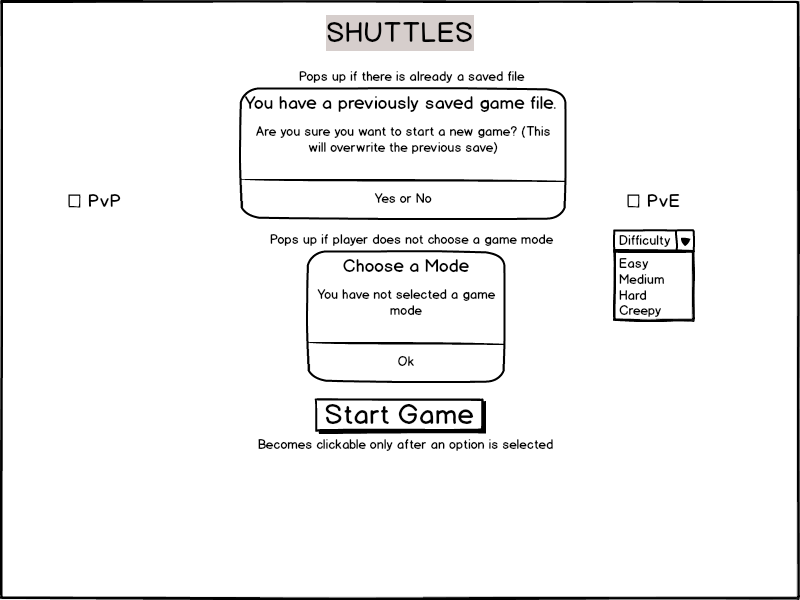 SHUTTLES
Pops up if there is already a saved file
You have a previously saved game file.
Are you sure you want to start a new game? (This
will overwrite the previous save)
Yes or No
PvP
PvE
Pops up if player does not choose a game mode
Difficulty
Easy
Medium
Hard
Creepy
Choose a Mode
You have not selected a game
mode
Ok
Start Game
Becomes clickable only after an option is selected